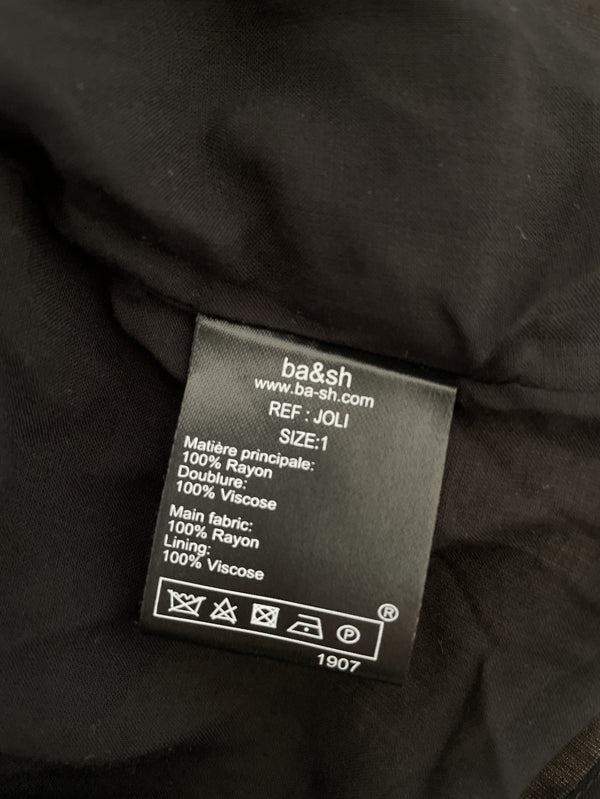 ba&sh
www.ba-sh.com
REF : JOLI
SIZE:1
Matière principale:
100% Rayon
Doublure:
100% Viscose
Main fabric:
100% Rayon
Lining:
100% Viscose
®
P
1907